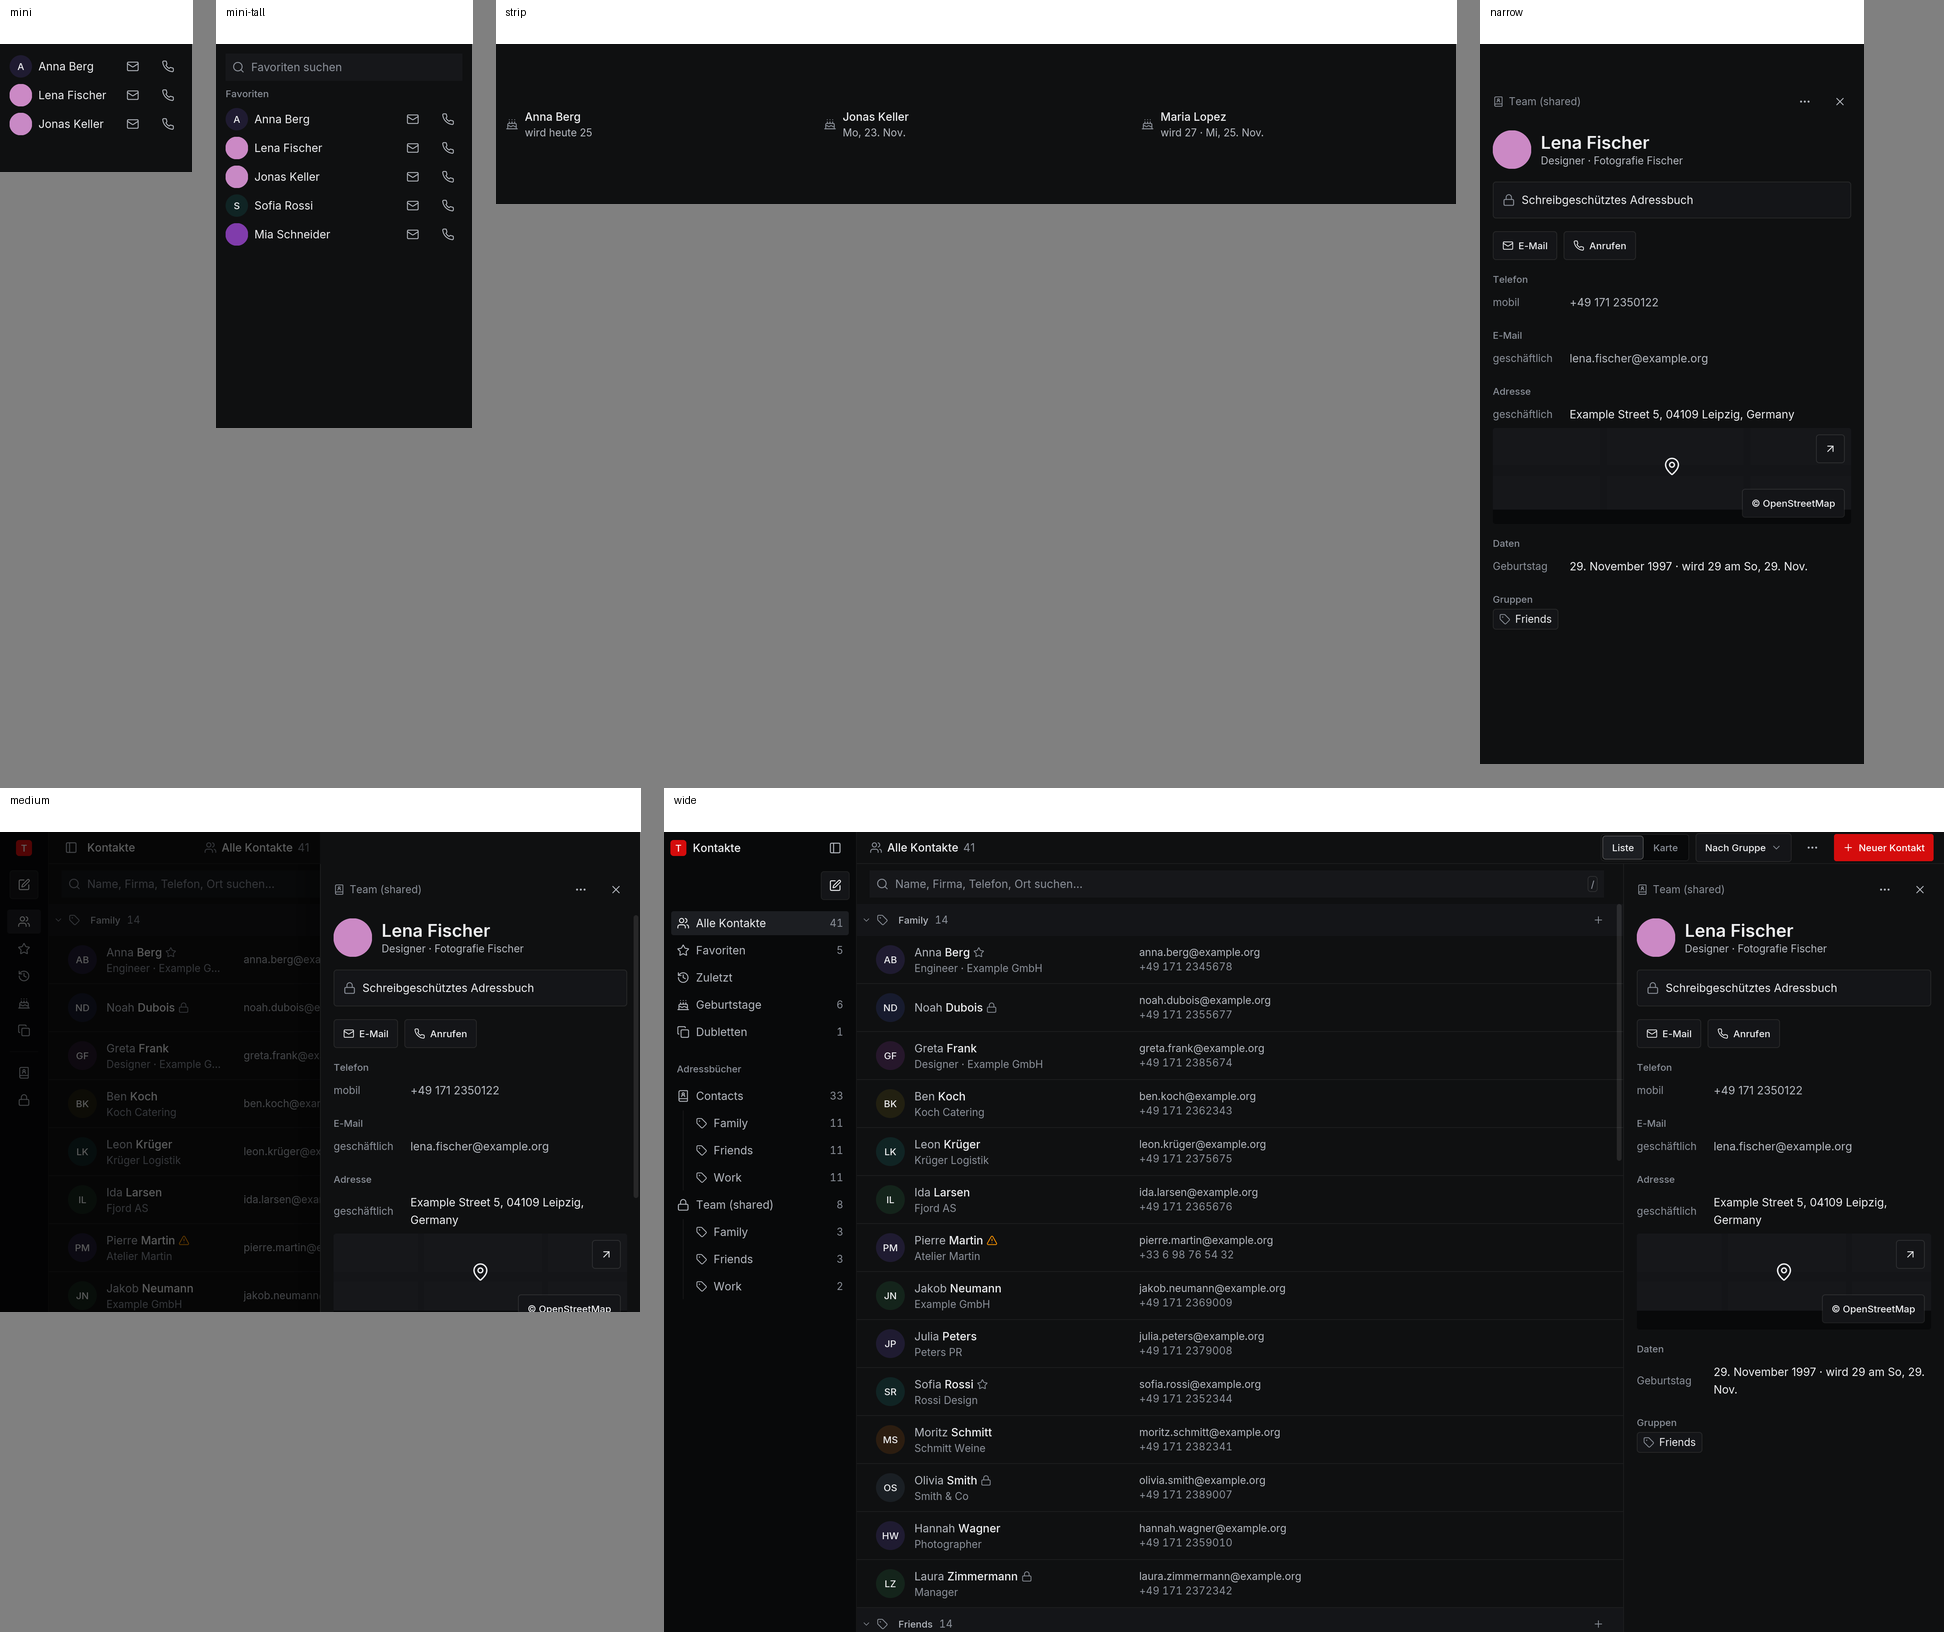 mini
A Anna Berg
Lena Fischer
Jonas Keller
mini-tall
Favoriten suchen
Favoriten
A Anna Berg
Lena Fischer
Jonas Keller
S Sofia Rossi
Mia Schneider
strip
Anna Berg
wird heute 25
Jonas Keller
Mo, 23. Nov.
Maria Lopez
wird 27 · Mi, 25. Nov.
narrow
Team (shared)
Lena Fischer
Designer · Fotografie Fischer
Schreibgeschütztes Adressbuch
E-Mail Anrufen
Telefon
mobil +49 171 2350122
E-Mail
geschäftlich lena.fischer@example.org
Adresse
geschäftlich Example Street 5, 04109 Leipzig, Germany
© OpenStreetMap
Daten
Geburtstag 29. November 1997 · wird 29 am So, 29. Nov.
Gruppen
Friends
medium
T Kontakte Alle Kontakte 41
Name, Firma, Telefon, Ort suchen...
Family 14
AB Anna Berg anna.berg@exa
Engineer · Example G...
ND Noah Dubois noah.dubois@e
GF Greta Frank greta.frank@ex
Designer · Example G...
BK Ben Koch ben.koch@exar
Koch Catering
LK Leon Krüger leon.krüger@ex
Krüger Logistik
IL Ida Larsen ida.larsen@exa
Fjord AS
PM Pierre Martin pierre.martin@e
Atelier Martin
JN Jakob Neumann jakob.neumann
Example GmbH
Team (shared)
Lena Fischer
Designer · Fotografie Fischer
Schreibgeschütztes Adressbuch
E-Mail Anrufen
Telefon
mobil +49 171 2350122
E-Mail
geschäftlich lena.fischer@example.org
Adresse
geschäftlich Example Street 5, 04109 Leipzig,
Germany
© OpenStreetMap
wide
T Kontakte
Alle Kontakte 41
Favoriten 5
Zuletzt
Geburtstage 6
Dubletten 1
Adressbücher
Contacts 33
Family 11
Friends 11
Work 11
Team (shared) 8
Family 3
Friends 3
Work 2
Alle Kontakte 41 Liste Karte Nach Gruppe + Neuer Kontakt
Name, Firma, Telefon, Ort suchen... /
Family 14
AB Anna Berg anna.berg@example.org
Engineer · Example GmbH +49 171 2345678
ND Noah Dubois noah.dubois@example.org
+49 171 2355677
GF Greta Frank greta.frank@example.org
Designer · Example GmbH +49 171 2385674
BK Ben Koch ben.koch@example.org
Koch Catering +49 171 2362343
LK Leon Krüger leon.krüger@example.org
Krüger Logistik +49 171 2375675
IL Ida Larsen ida.larsen@example.org
Fjord AS +49 171 2365676
PM Pierre Martin pierre.martin@example.org
Atelier Martin +33 6 98 76 54 32
JN Jakob Neumann jakob.neumann@example.org
Example GmbH +49 171 2369009
JP Julia Peters julia.peters@example.org
Peters PR +49 171 2379008
SR Sofia Rossi sofia.rossi@example.org
Rossi Design +49 171 2352344
MS Moritz Schmitt moritz.schmitt@example.org
Schmitt Weine +49 171 2382341
OS Olivia Smith olivia.smith@example.org
Smith & Co +49 171 2389007
HW Hannah Wagner hannah.wagner@example.org
Photographer +49 171 2359010
LZ Laura Zimmermann laura.zimmermann@example.org
Manager +49 171 2372342
Friends 14
Team (shared)
Lena Fischer
Designer · Fotografie Fischer
Schreibgeschütztes Adressbuch
E-Mail Anrufen
Telefon
mobil +49 171 2350122
E-Mail
geschäftlich lena.fischer@example.org
Adresse
geschäftlich Example Street 5, 04109 Leipzig,
Germany
© OpenStreetMap
Daten
Geburtstag 29. November 1997 · wird 29 am So, 29.
Nov.
Gruppen
Friends